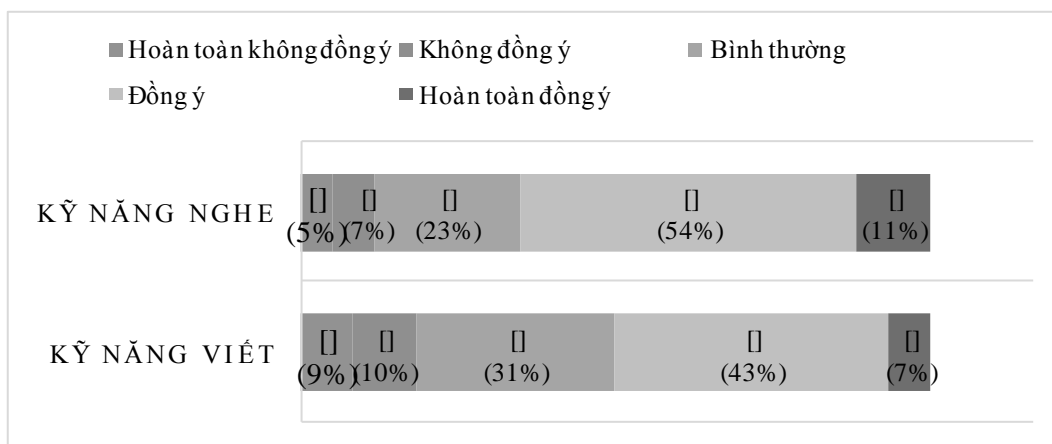 Hoàn toàn không đồng ý Không đồng ý Bình thường
Đồng ý Hoàn toàn đồng ý
KỸ NĂNG NGHE
[] [] [] [] []
(5%) (7%) (23%) (54%) (11%)
KỸ NĂNG VIẾT
[] [] [] [] []
(9%) (10%) (31%) (43%) (7%)